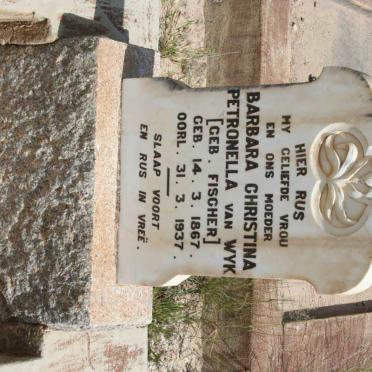 HIER RUS
MY GELIEFDE VROU
EN ONS MOEDER
BARBARA CHRISTINA
PETRONELLA VAN WYK
[GEB. FISCHER]
GEB. 14. 3. 1867.
OORL. 31. 3. 1937.
SLAAP VOORT
EN RUS IN VREË.